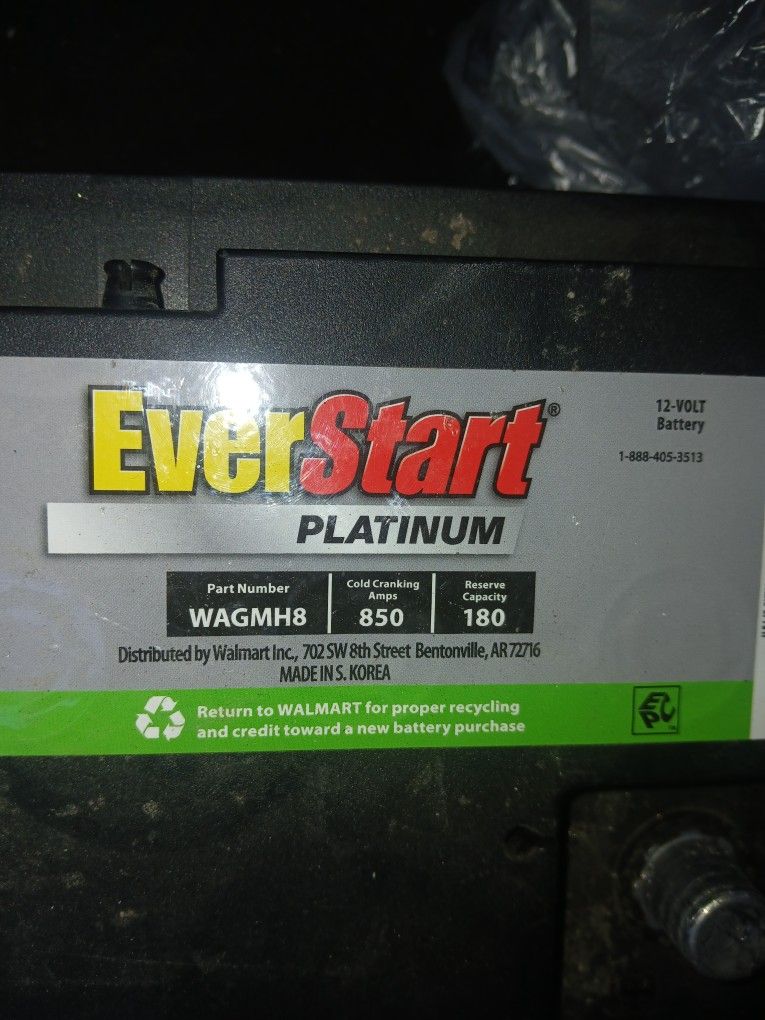 EverStart®
PLATINUM
12-VOLT
Battery
1-888-405-3513
Part Number
WAGMH8
Cold Cranking
Amps
850
Reserve
Capacity
180
Distributed by Walmart Inc., 702 SW 8th Street Bentonville, AR 72716
MADE IN S. KOREA
Return to WALMART for proper recycling
and credit toward a new battery purchase
EPC